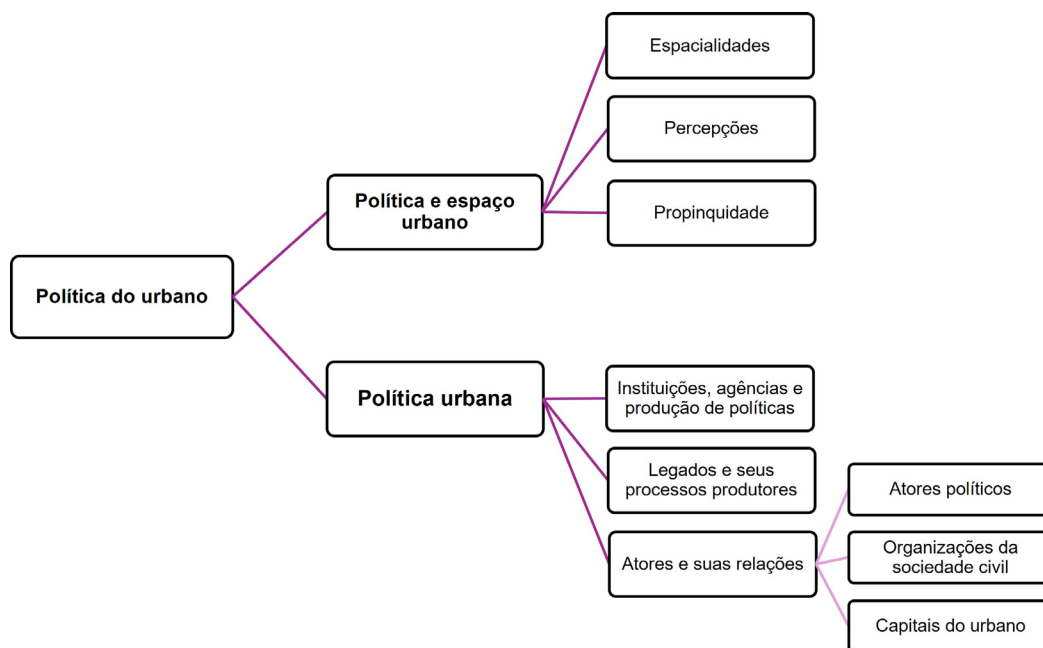 Política do urbano
Política e espaço
urbano
Espacialidades
Percepções
Propinquidade
Política urbana
Instituições, agências e
produção de políticas
Legados e seus
processos produtores
Atores e suas relações
Atores políticos
Organizações da
sociedade civil
Capitais do urbano